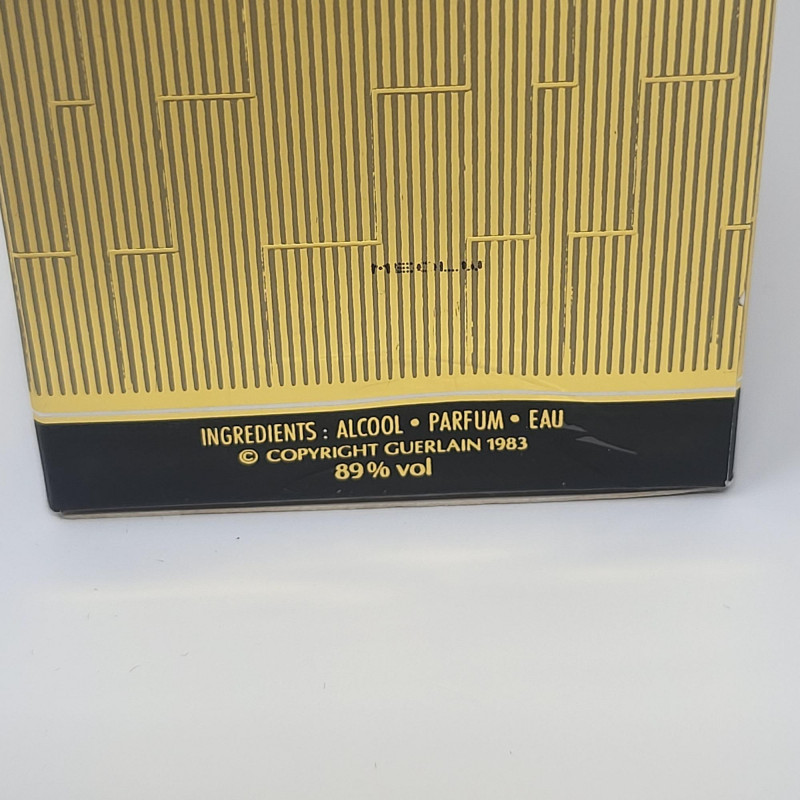 INGREDIENTS : ALCOOL • PARFUM • EAU
© COPYRIGHT GUERLAIN 1983
89% vol